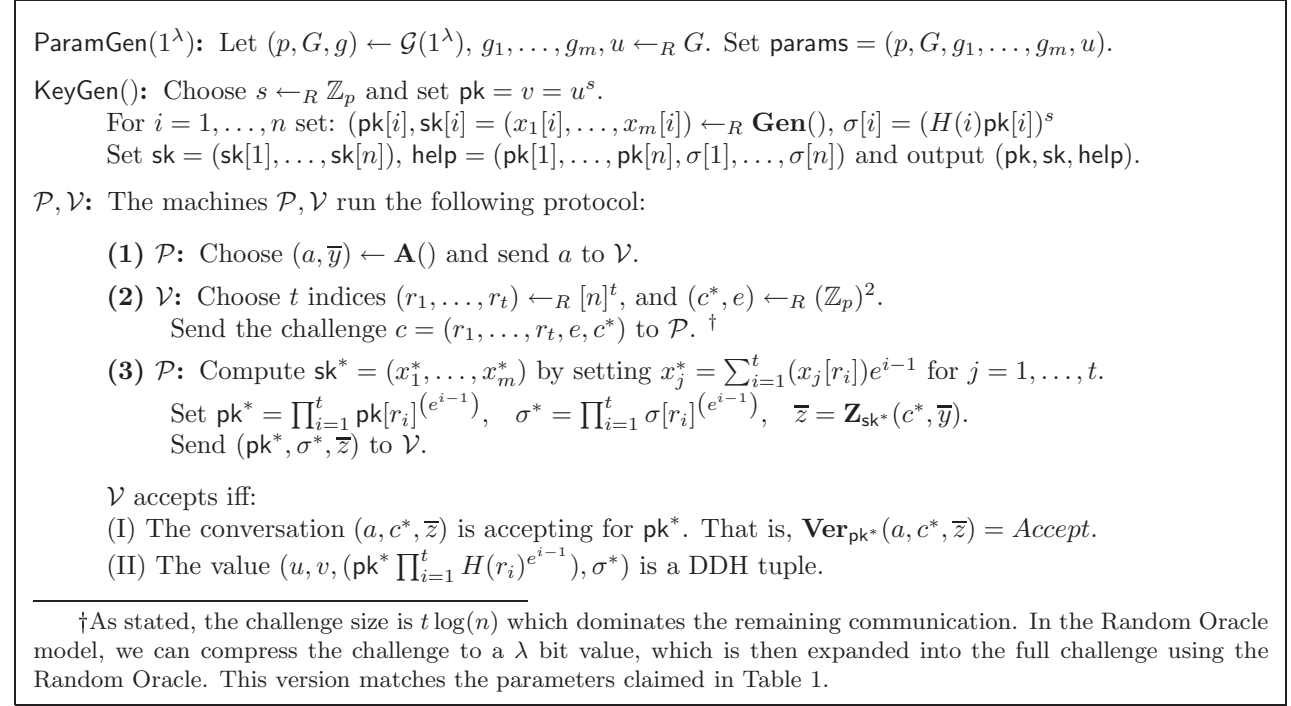 ParamGen(1^λ): Let (p, G, g) ← 𝒢(1^λ), g_1, . . . , g_m, u ←_R G. Set params = (p, G, g_1, . . . , g_m, u).
KeyGen(): Choose s ←_R ℤ_p and set pk = v = u^s.
For i = 1, . . . , n set: (pk[i], sk[i] = (x_1[i], . . . , x_m[i]) ←_R Gen(), σ[i] = (H(i)pk[i])^s
Set sk = (sk[1], . . . , sk[n]), help = (pk[1], . . . , pk[n], σ[1], . . . , σ[n]) and output (pk, sk, help).
𝒫, 𝒱: The machines 𝒫, 𝒱 run the following protocol:
(1) 𝒫: Choose (a, y̅) ← A() and send a to 𝒱.
(2) 𝒱: Choose t indices (r_1, . . . , r_t) ←_R [n]^t, and (c*, e) ←_R (ℤ_p)^2.
Send the challenge c = (r_1, . . . , r_t, e, c*) to 𝒫. †
(3) 𝒫: Compute sk* = (x_1^*, . . . , x_m^*) by setting x_j^* = ∑_{i=1}^t (x_j[r_i])e^{i−1} for j = 1, . . . , t.
Set pk* = ∏_{i=1}^t pk[r_i]^{(e^{i−1})}, σ* = ∏_{i=1}^t σ[r_i]^{(e^{i−1})}, z̅ = Z_{sk*}(c*, y̅).
Send (pk*, σ*, z̅) to 𝒱.
𝒱 accepts iff:
(I) The conversation (a, c*, z̅) is accepting for pk*. That is, Ver_{pk*}(a, c*, z̅) = Accept.
(II) The value (u, v, (pk* ∏_{i=1}^t H(r_i)^{e^{i−1}}), σ*) is a DDH tuple.
†As stated, the challenge size is t log(n) which dominates the remaining communication. In the Random Oracle
model, we can compress the challenge to a λ bit value, which is then expanded into the full challenge using the
Random Oracle. This version matches the parameters claimed in Table 1.